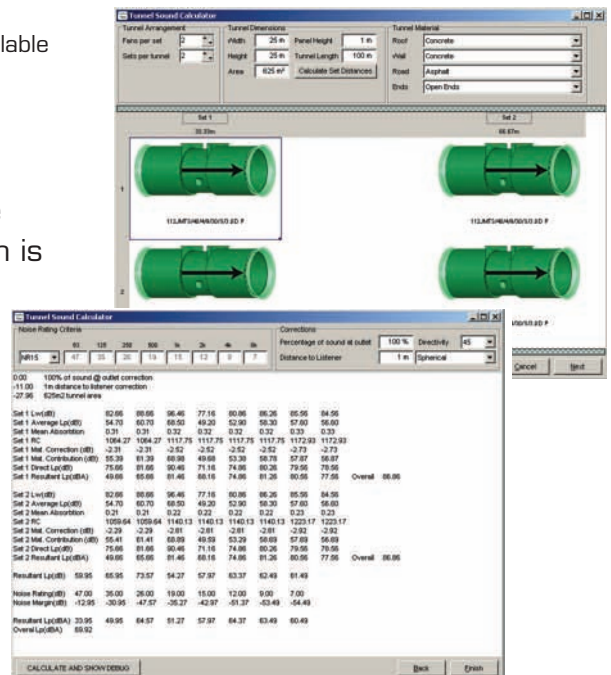 lable
n is
Tunnel Sound Calculator
Tunnel Arrangement
Fans per set 2
Sets per tunnel 2
Tunnel Dimensions
Width 25 m Panel Height 1 m
Height 25 m Tunnel Length 100 m
Area 625 m² Calculate Set Distances
Tunnel Material
Roof Concrete
Wall Concrete
Road Asphalt
Ends Open Ends
Set 1 Set 2
33.33m 66.67m
1
2
Cancel Next
Tunnel Sound Calculator
Noise Rating Criteria
63 125 250 500 1k 2k 4k 8k
NR15 47 35 26 19 15 12 9 7
Corrections
Percentage of sound at outlet 100 % Directivity 45
Distance to Listener 1 m Spherical
0.00 100% of sound @ outlet correction
-11.00 1m distance to listener correction
-27.96 625m2 tunnel area
Set 1 Lw(dB) 82.66 88.66 96.46 77.16 80.86 86.26 85.56 84.56
Set 1 Average Lp(dB) 54.70 60.70 68.50 49.20 52.90 58.30 57.60 56.60
Set 1 Mean Absorbtion 0.31 0.31 0.32 0.32 0.32 0.32 0.33 0.33
Set 1 RC 1064.27 1064.27 1117.75 1117.75 1117.75 1117.75 1172.93 1172.93
Set 1 Mat. Correction (dB) -2.31 -2.31 -2.52 -2.52 -2.52 -2.52 -2.73 -2.73
Set 1 Mat. Contribution (dB) 55.39 61.39 68.98 49.68 53.38 58.78 57.87 56.87
Set 1 Direct Lp(dB) 75.66 81.66 90.46 71.16 74.86 80.26 79.56 78.56
Set 1 Resultant Lp(dBA) 49.66 65.66 81.46 68.16 74.86 81.26 80.56 77.56 Overall 86.86
Set 2 Lw(dB) 82.66 88.66 96.46 77.16 80.86 86.26 85.56 84.56
Set 2 Average Lp(dB) 54.70 60.70 68.50 49.20 52.90 58.30 57.60 56.60
Set 2 Mean Absorbtion 0.21 0.21 0.22 0.22 0.22 0.22 0.23 0.23
Set 2 RC 1059.64 1059.64 1140.13 1140.13 1140.13 1140.13 1223.17 1223.17
Set 2 Mat. Correction (dB) -2.29 -2.29 -2.61 -2.61 -2.61 -2.61 -2.92 -2.92
Set 2 Mat. Contribution (dB) 55.41 61.41 68.89 49.59 53.29 58.69 57.69 56.69
Set 2 Direct Lp(dB) 75.66 81.66 90.46 71.16 74.86 80.26 79.56 78.56
Set 2 Resultant Lp(dBA) 49.66 65.66 81.46 68.16 74.86 81.26 80.56 77.56 Overall 86.86
Resultant Lp(dB) 59.95 65.95 73.57 54.27 57.97 63.37 62.49 61.49
Noise Rating(dB) 47.00 35.00 26.00 19.00 15.00 12.00 9.00 7.00
Noise Margin(dB) -12.95 -30.95 -47.57 -35.27 -42.97 -51.37 -53.49 -54.49
Resultant Lp(dBA) 33.95 49.95 64.57 51.27 57.97 64.37 63.49 60.49
Overall Lp(dBA) 69.92
CALCULATE AND SHOW DEBUG Back Finish